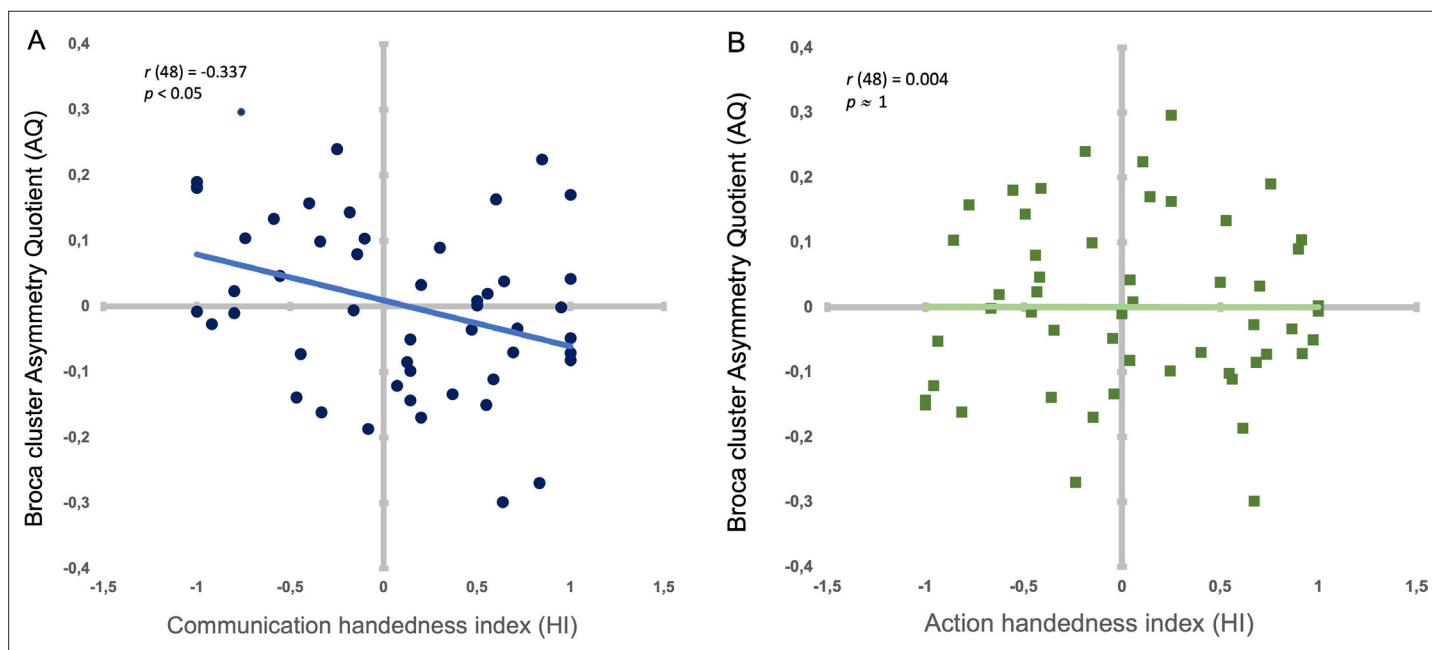 A
r (48) = -0.337
p < 0.05
Broca cluster Asymmetry Quotient (AQ)
0,4
0,3
0,2
0,1
0
-0,1
-0,2
-0,3
-0,4
-1,5 -1 -0,5 0 0,5 1 1,5
Communication handedness index (HI)
B
r (48) = 0.004
p ≈ 1
Broca cluster Asymmetry Quotient (AQ)
0,4
0,3
0,2
0,1
0
-0,1
-0,2
-0,3
-0,4
-1,5 -1 -0,5 0 0,5 1 1,5
Action handedness index (HI)